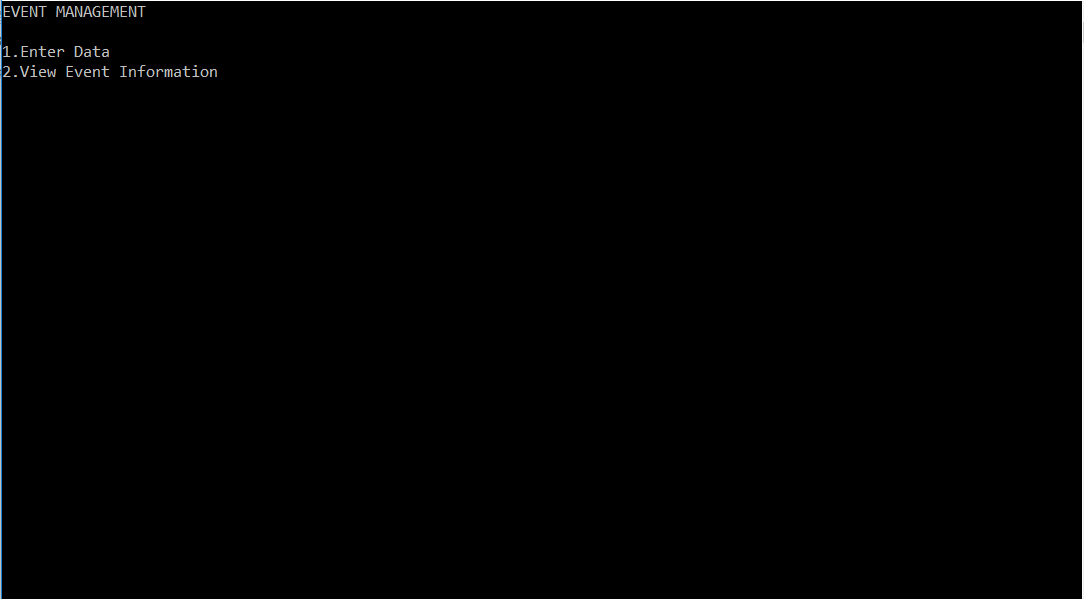 EVENT MANAGEMENT
1.Enter Data
2.View Event Information